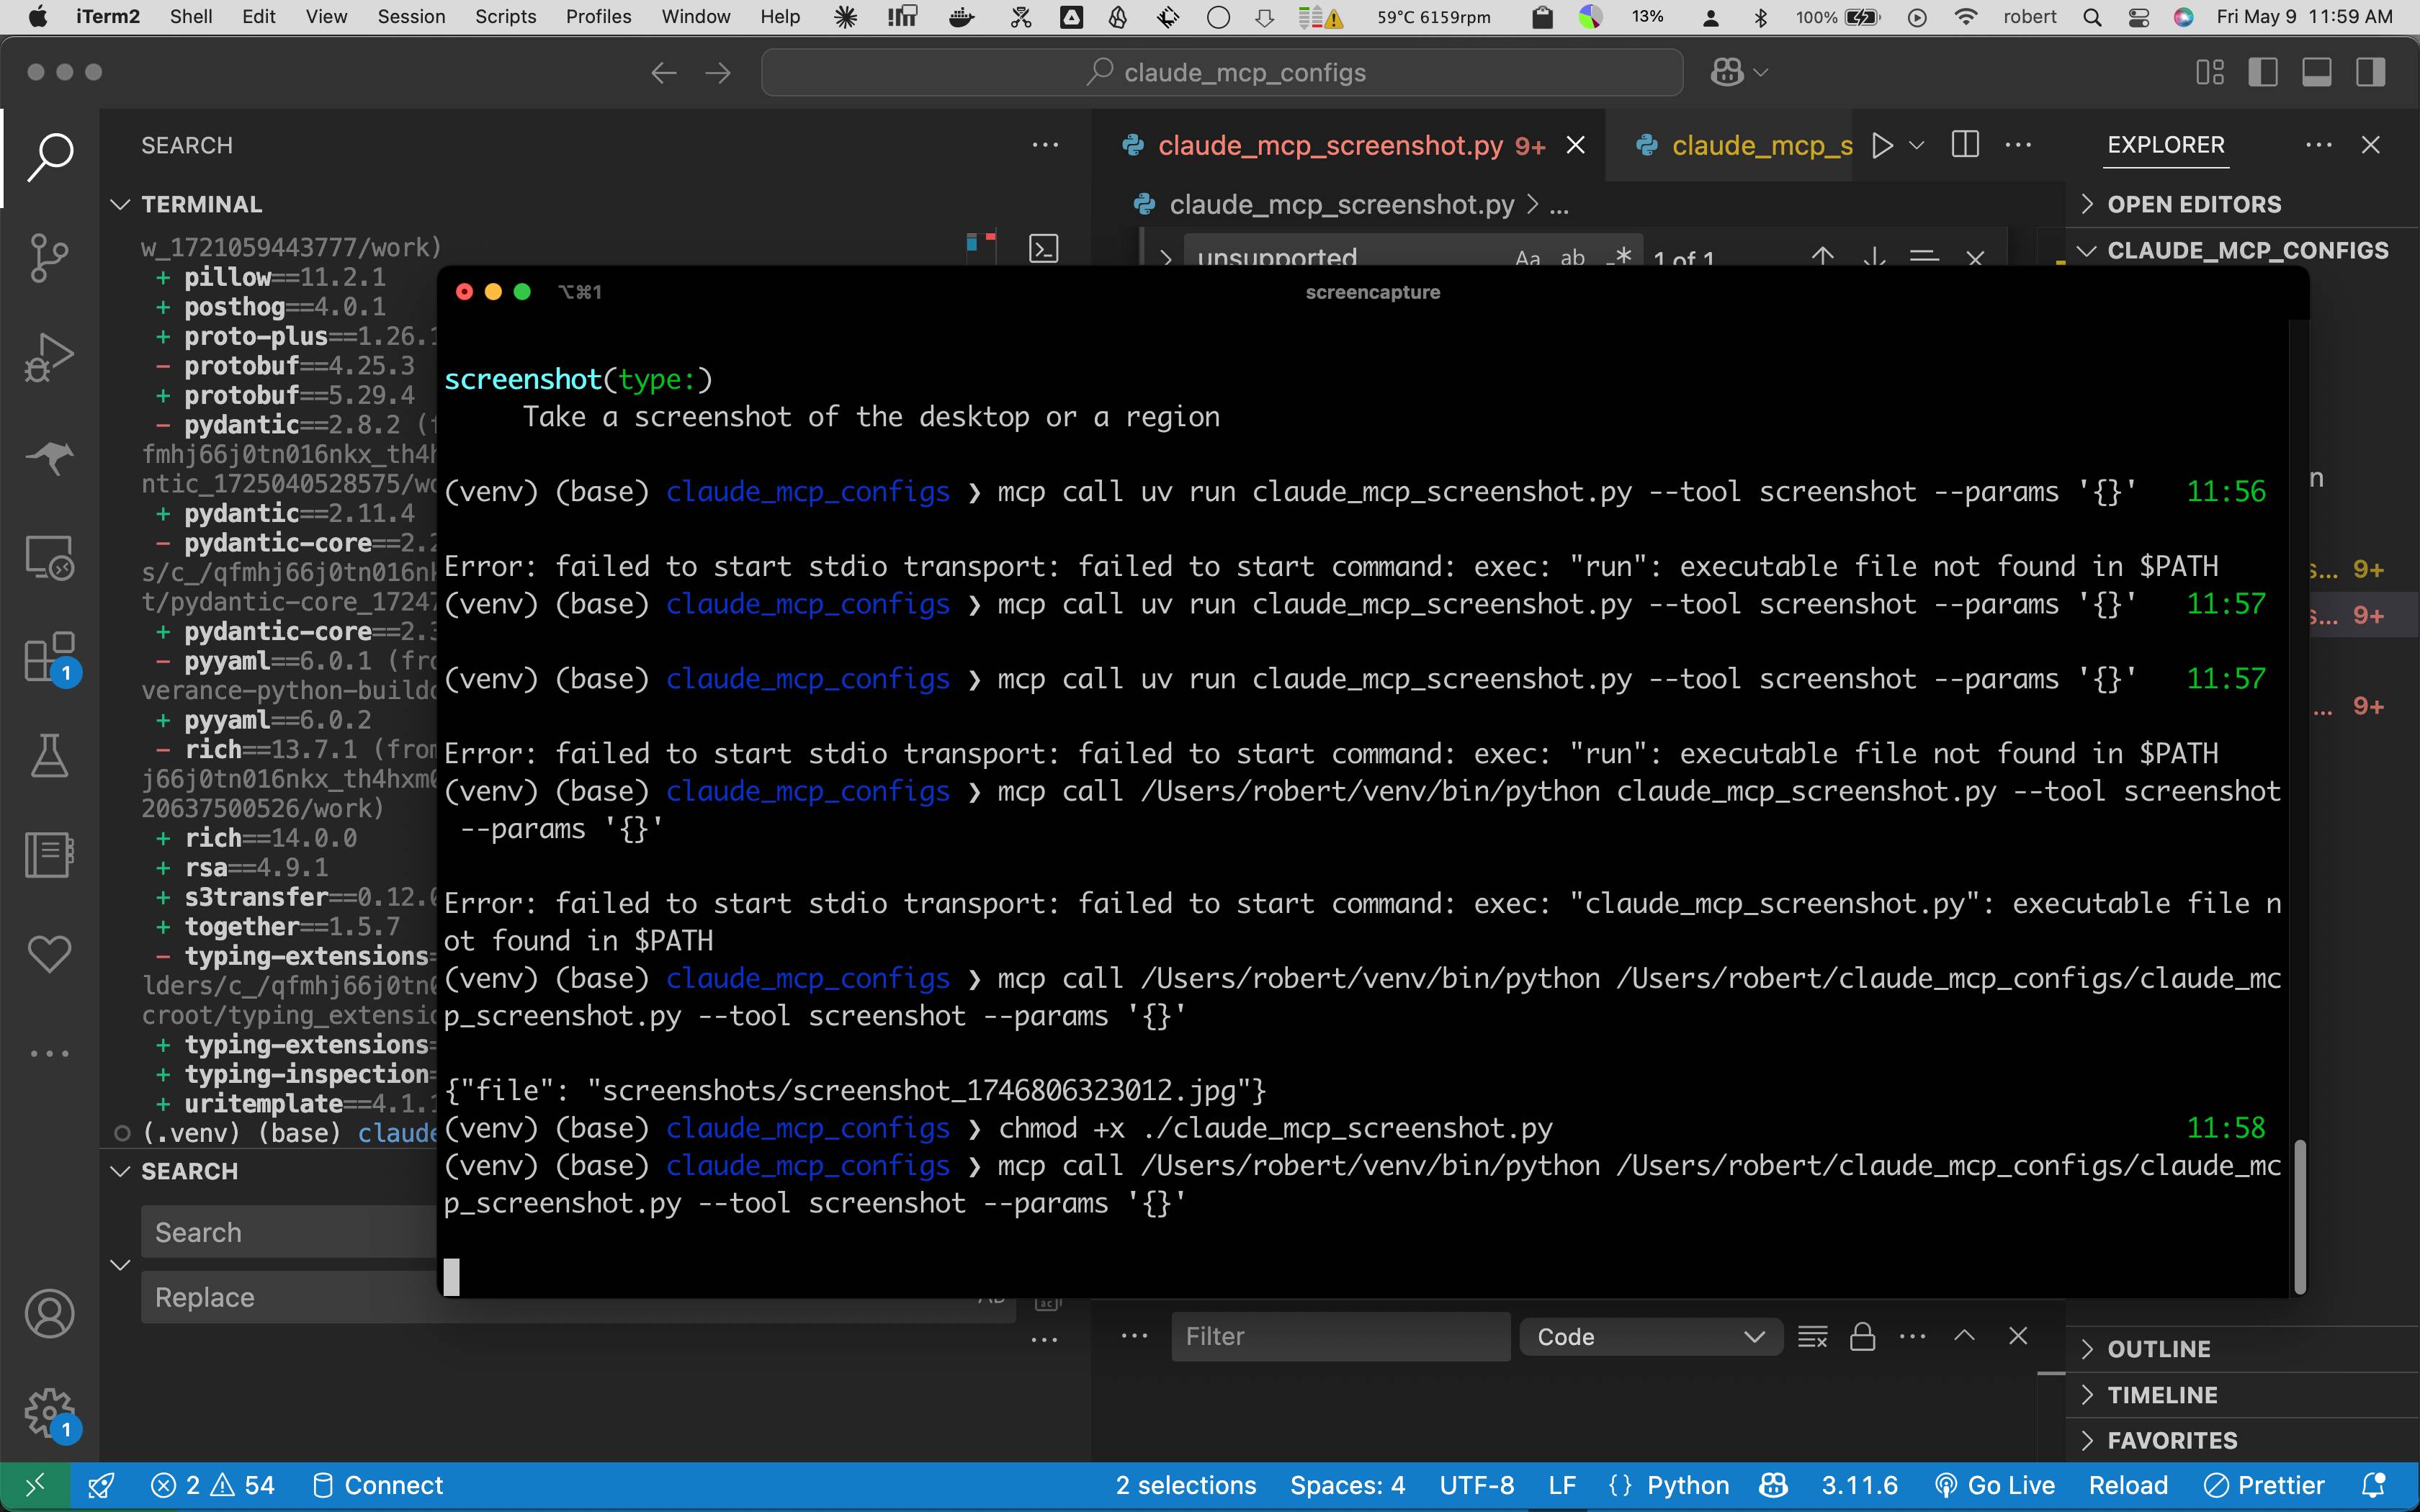 iTerm2 Shell Edit View Session Scripts Profiles Window Help 59°C 6159rpm 13% 100% robert Fri May 9 11:59 AM
claude_mcp_configs
SEARCH
TERMINAL
w_1721059443777/work)
+ pillow==11.2.1
+ posthog==4.0.1
+ proto-plus==1.26.1
- protobuf==4.25.3
+ protobuf==5.29.4
- pydantic==2.8.2 (f
fmhj66j0tn016nkx_th4h
ntic_1725040528575/wo
+ pydantic==2.11.4
- pydantic-core==2.2
s/c_/qfmhj66j0tn016nk
t/pydantic-core_17247
+ pydantic-core==2.3
- pyyaml==6.0.1 (fro
verance-python-buildo
+ pyyaml==6.0.2
- rich==13.7.1 (from
j66j0tn016nkx_th4hxm0
20637500526/work)
+ rich==14.0.0
+ rsa==4.9.1
+ s3transfer==0.12.0
+ together==1.5.7
- typing-extensions=
lders/c_/qfmhj66j0tn0
croot/typing_extensio
+ typing-extensions=
+ typing-inspection=
+ uritemplate==4.1.1
(.venv) (base) claude
SEARCH
Search
Replace
claude_mcp_screenshot.py 9+ claude_mcp_s
claude_mcp_screenshot.py > ...
unsupported Aa ab .* 1 of 1
EXPLORER
OPEN EDITORS
CLAUDE_MCP_CONFIGS
n
s... 9+
s... 9+
... 9+
⌥⌘1 screencapture
screenshot(type:)
Take a screenshot of the desktop or a region
(venv) (base) claude_mcp_configs ❯ mcp call uv run claude_mcp_screenshot.py --tool screenshot --params '{}' 11:56
Error: failed to start stdio transport: failed to start command: exec: "run": executable file not found in $PATH
(venv) (base) claude_mcp_configs ❯ mcp call uv run claude_mcp_screenshot.py --tool screenshot --params '{}' 11:57
(venv) (base) claude_mcp_configs ❯ mcp call uv run claude_mcp_screenshot.py --tool screenshot --params '{}' 11:57
Error: failed to start stdio transport: failed to start command: exec: "run": executable file not found in $PATH
(venv) (base) claude_mcp_configs ❯ mcp call /Users/robert/venv/bin/python claude_mcp_screenshot.py --tool screenshot
--params '{}'
Error: failed to start stdio transport: failed to start command: exec: "claude_mcp_screenshot.py": executable file n
ot found in $PATH
(venv) (base) claude_mcp_configs ❯ mcp call /Users/robert/venv/bin/python /Users/robert/claude_mcp_configs/claude_mc
p_screenshot.py --tool screenshot --params '{}'
{"file": "screenshots/screenshot_1746806323012.jpg"}
(venv) (base) claude_mcp_configs ❯ chmod +x ./claude_mcp_screenshot.py 11:58
(venv) (base) claude_mcp_configs ❯ mcp call /Users/robert/venv/bin/python /Users/robert/claude_mcp_configs/claude_mc
p_screenshot.py --tool screenshot --params '{}'
Filter Code
OUTLINE
TIMELINE
FAVORITES
1
1
2 54 Connect 2 selections Spaces: 4 UTF-8 LF {} Python 3.11.6 Go Live Reload Prettier